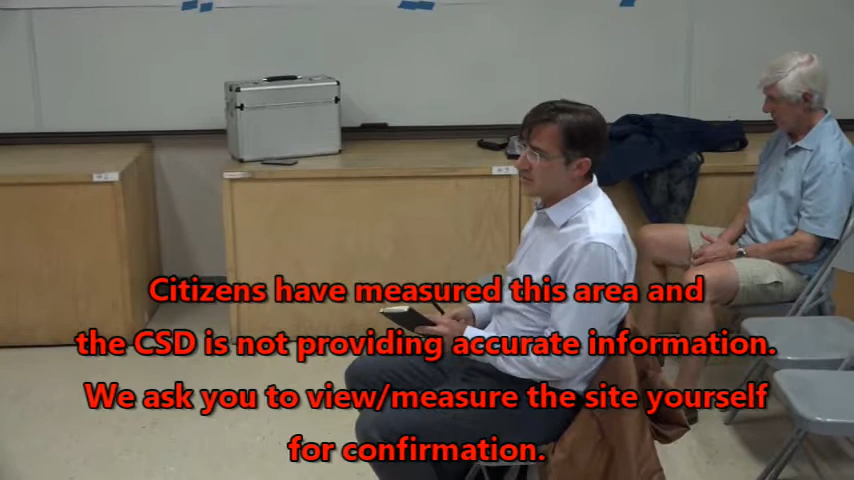 Citizens have measured this area and
the CSD is not providing accurate information.
We ask you to view/measure the site yourself
for confirmation.